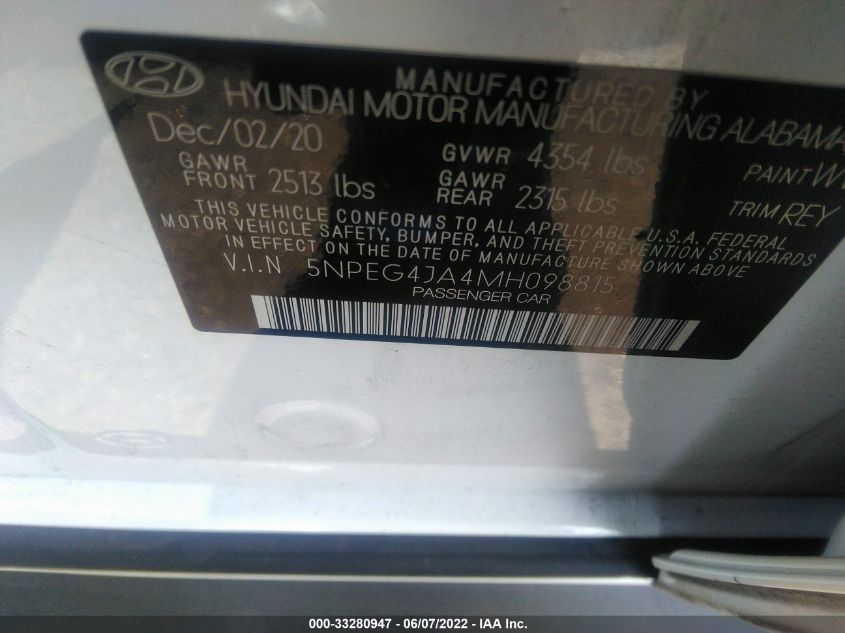 MANUFACTURED BY
HYUNDAI MOTOR MANUFACTURING ALABAMA
Dec/02/20 GVWR 4354 lbs PAINT
GAWR FRONT 2513 lbs GAWR REAR 2315 lbs TRIM REY
THIS VEHICLE CONFORMS TO ALL APPLICABLE U.S.A. FEDERAL
MOTOR VEHICLE SAFETY, BUMPER, AND THEFT PREVENTION STANDARDS
IN EFFECT ON THE DATE OF MANUFACTURE SHOWN ABOVE
V.I.N 5NPEG4JA4MH098815
PASSENGER CAR
000-33280947 - 06/07/2022 - IAA Inc.